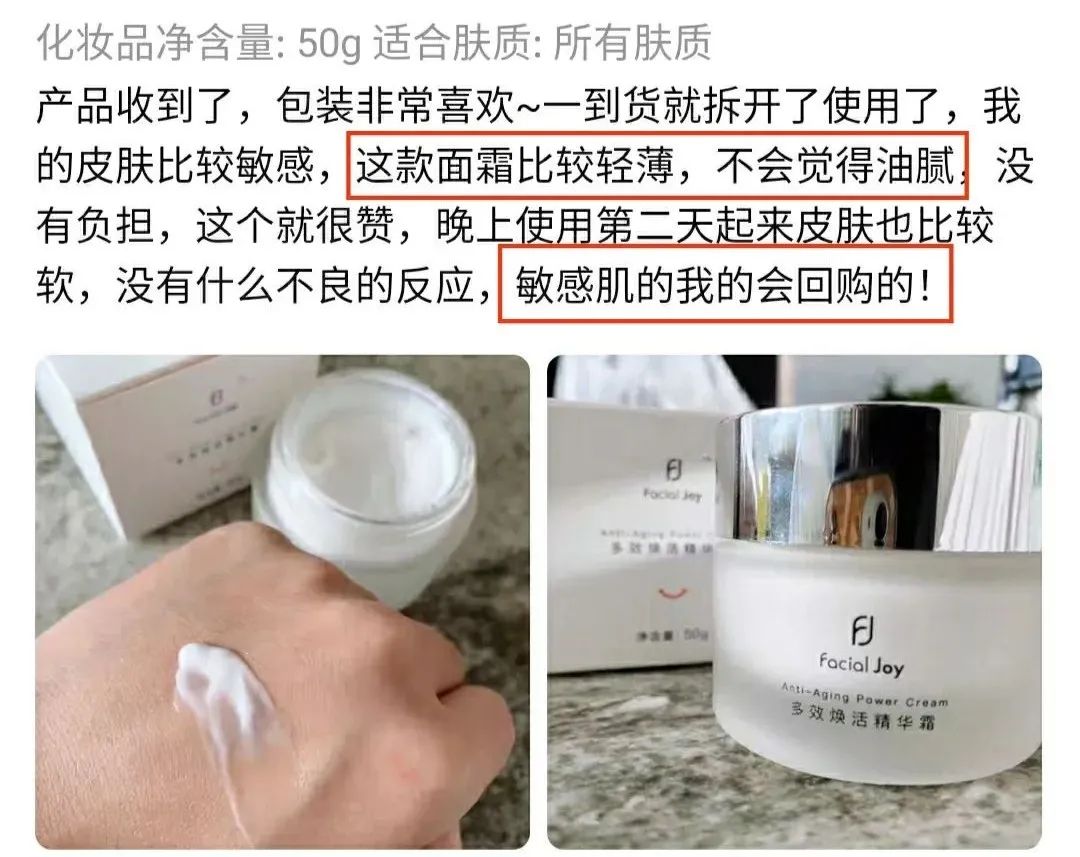 化妆品净含量: 50g 适合肤质: 所有肤质
产品收到了，包装非常喜欢~一到货就拆开了使用了，我
的皮肤比较敏感，这款面霜比较轻薄，不会觉得油腻，没
有负担，这个就很赞，晚上使用第二天起来皮肤也比较
软，没有什么不良的反应，敏感肌的我的会回购的！
FJ
FJ
Facial Joy
Anti-Aging Power
多效焕活精华
净含量 50g
FJ
Facial Joy
Anti-Aging Power Cream
多效焕活精华霜